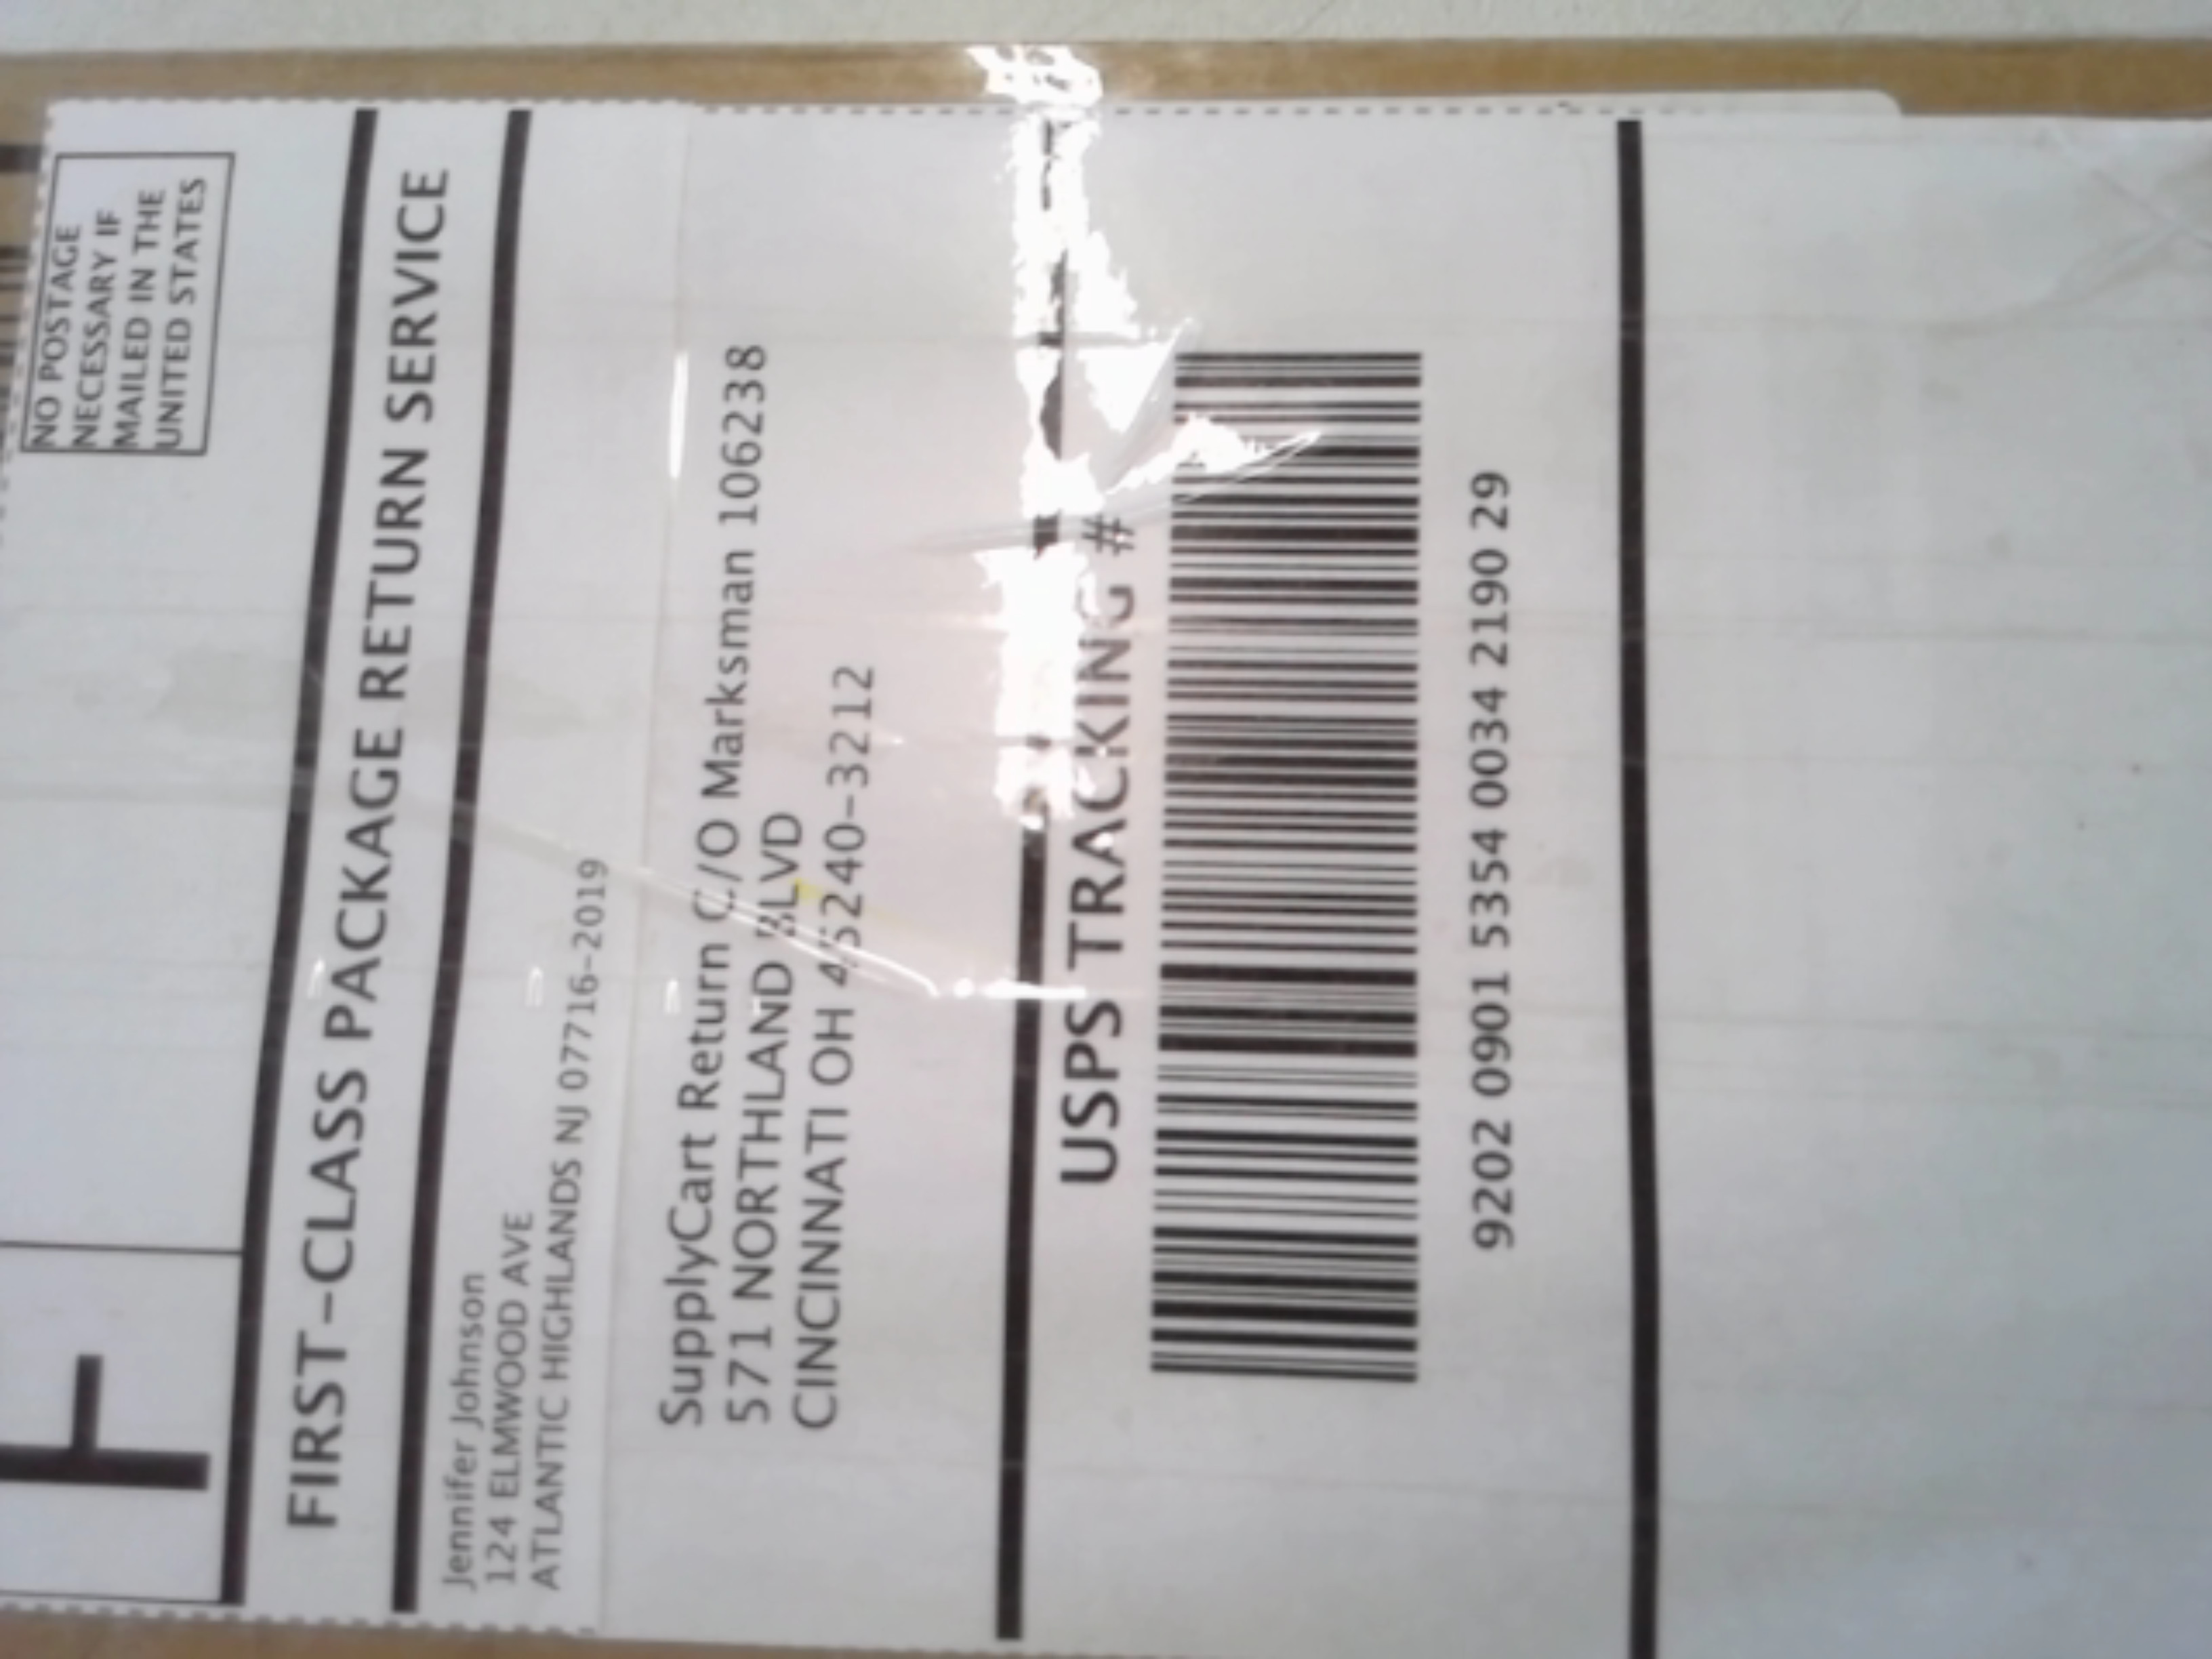 F
NO POSTAGE
NECESSARY IF
MAILED IN THE
UNITED STATES
FIRST-CLASS PACKAGE RETURN SERVICE
Jennifer Johnson
124 ELMWOOD AVE
ATLANTIC HIGHLANDS NJ 07716-2019
SupplyCart Return C/O Marksman 106238
571 NORTHLAND BLVD
CINCINNATI OH 45240-3212
USPS TRACKING #
9202 0901 5354 0034 2190 29